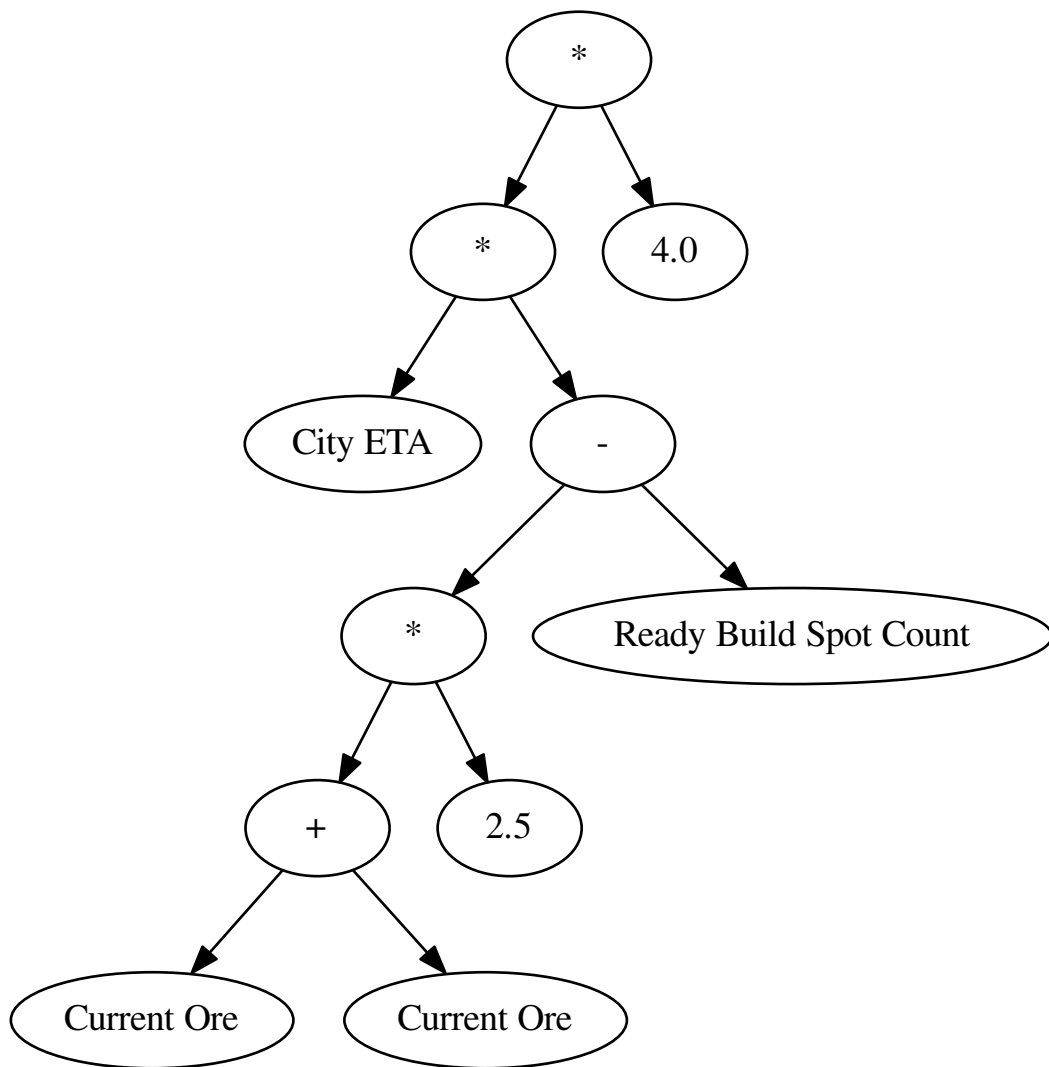 *
*
4.0
City ETA
-
*
Ready Build Spot Count
+
2.5
Current Ore
Current Ore